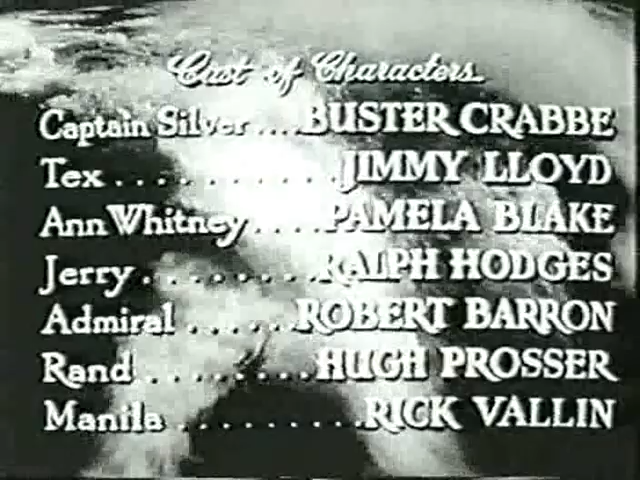 Cast of Characters
Captain Silver....BUSTER CRABBE
Tex..........JIMMY LLOYD
Ann Whitney....PAMELA BLAKE
Jerry.........RALPH HODGES
Admiral......ROBERT BARRON
Rand........HUGH PROSSER
Manila..........RICK VALLIN